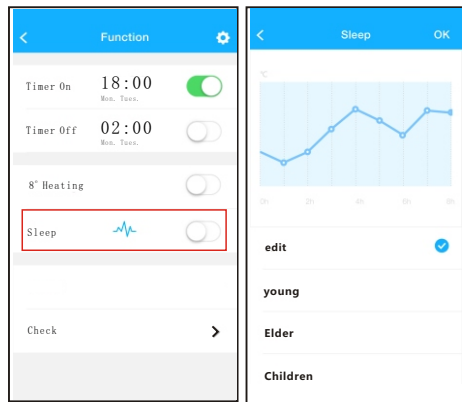 Function
Timer On 18:00
Mon. Tues.
Timer Off 02:00
Mon. Tues.
8° Heating
Sleep
Check
Sleep OK
℃
0h 2h 4h 6h 8h
edit
young
Elder
Children